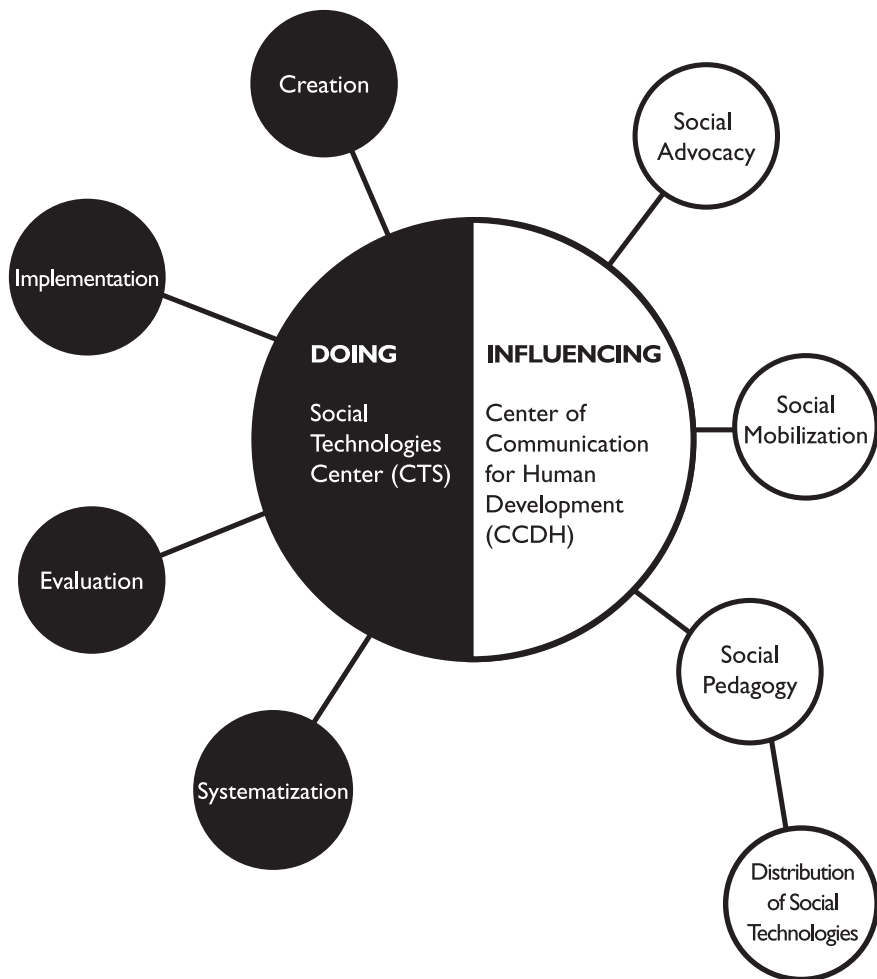 Creation
Social
Advocacy
Implementation
DOING
Social
Technologies
Center (CTS)
INFLUENCING
Center of
Communication
for Human
Development
(CCDH)
Social
Mobilization
Evaluation
Social
Pedagogy
Systematization
Distribution
of Social
Technologies